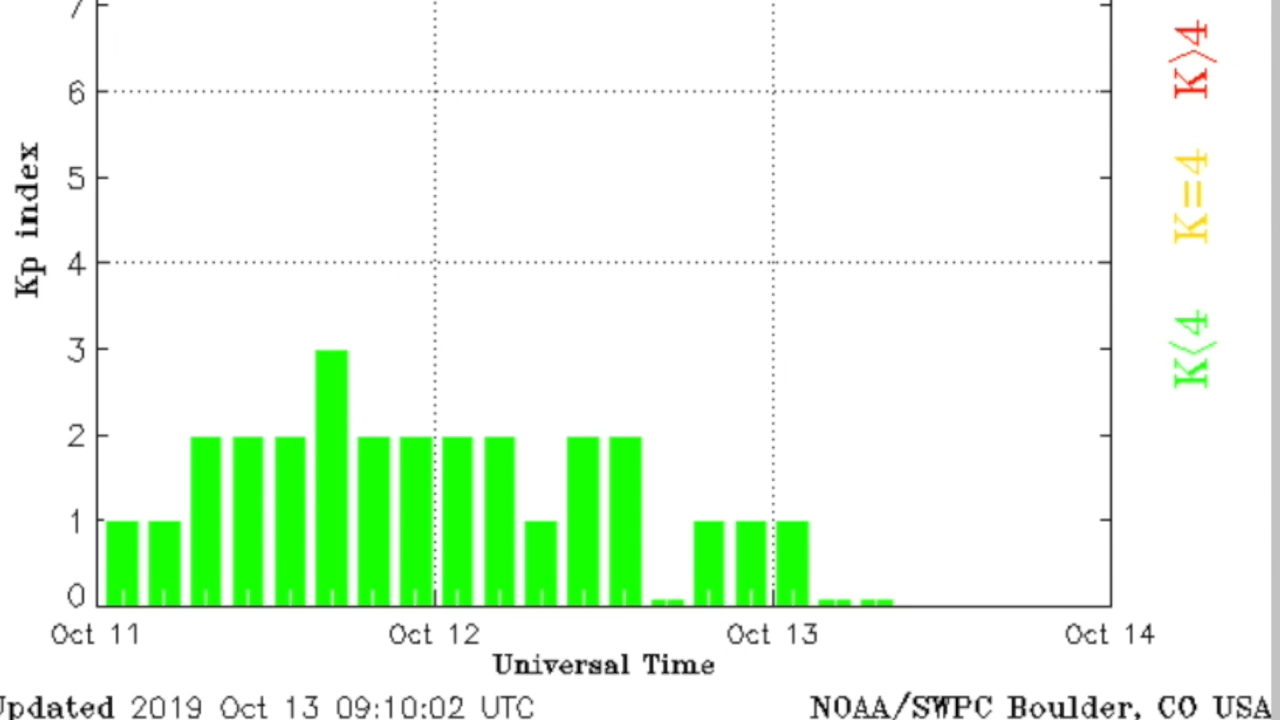 7
6
5
4
3
2
1
0
Kp index
K>4
K=4
K<4
Oct 11 Oct 12 Oct 13 Oct 14
Universal Time
Updated 2019 Oct 13 09:10:02 UTC NOAA/SWPC Boulder, CO USA